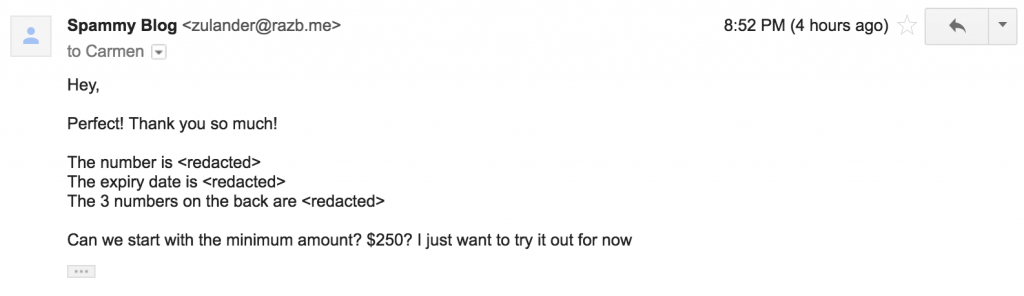 Spammy Blog <zulander@razb.me> 8:52 PM (4 hours ago)
to Carmen
Hey,
Perfect! Thank you so much!
The number is <redacted>
The expiry date is <redacted>
The 3 numbers on the back are <redacted>
Can we start with the minimum amount? $250? I just want to try it out for now